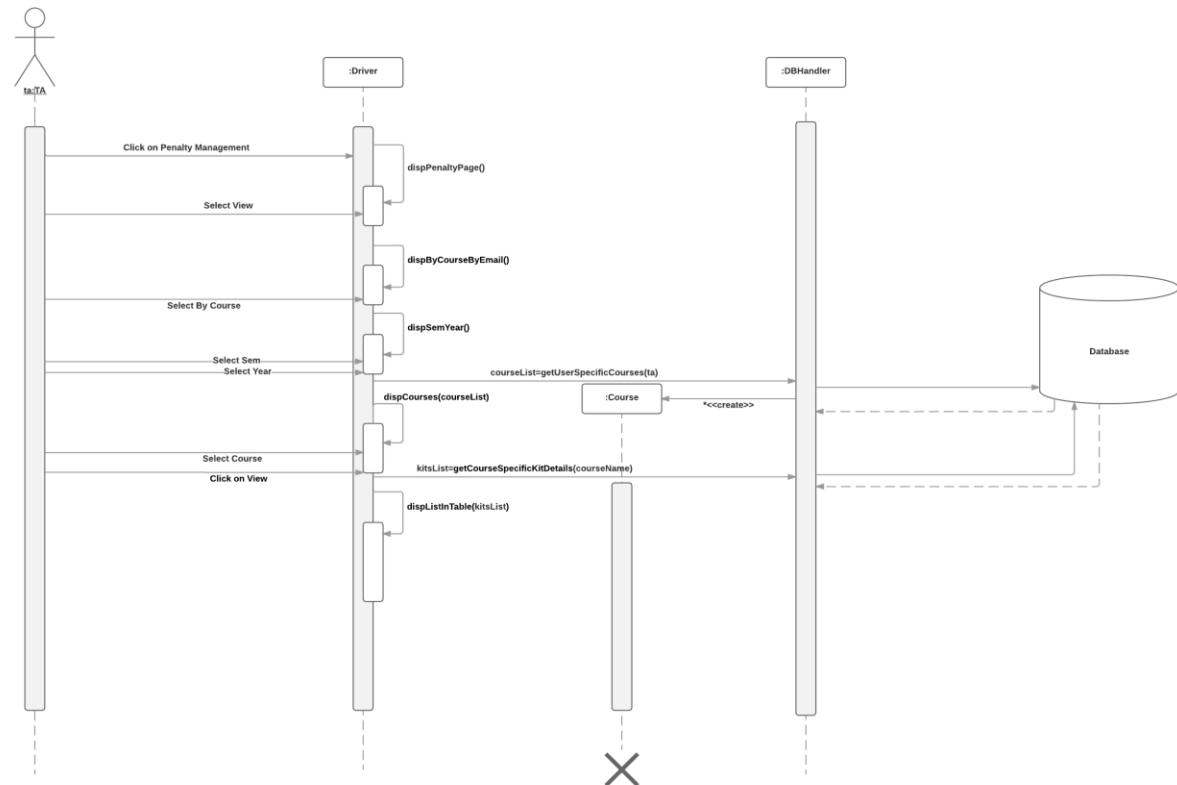 ta:TA
:Driver
:DBHandler
Click on Penalty Management
dispPenaltyPage()
Select View
dispByCourseByEmail()
Select By Course
dispSemYear()
Database
Select Sem
Select Year
courseList=getUserSpecificCourses(ta)
dispCourses(courseList)
:Course
*<<create>>
Select Course
kitsList=getCourseSpecificKitDetails(courseName)
Click on View
dispListInTable(kitsList)